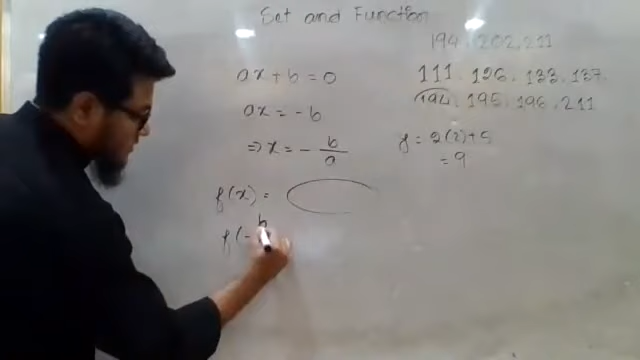 Set and Function
194, 202, 211
ax + b = 0
111, 126, 133, 137,
194, 195, 196, 211
ax = - b
y = 2(2) + 5
= 9
⇒ x = - b/a
f(x) =
f(- b